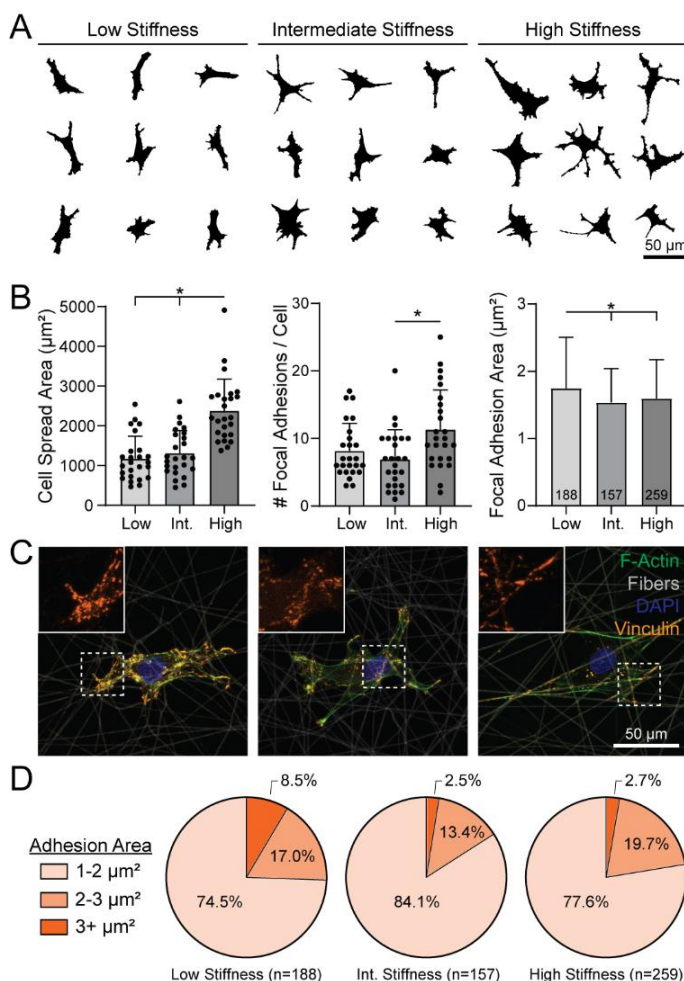 A
Low Stiffness
Intermediate Stiffness
High Stiffness
50 µm
B
Cell Spread Area (µm²)
5000
4000
3000
2000
1000
0
*
Low Int. High
# Focal Adhesions / Cell
30
20
10
0
*
Low Int. High
Focal Adhesion Area (µm²)
3
2
1
0
*
188 157 259
Low Int. High
C
F-Actin
Fibers
DAPI
Vinculin
50 µm
D
Adhesion Area
1-2 µm²
2-3 µm²
3+ µm²
8.5%
17.0%
74.5%
Low Stiffness (n=188)
2.5%
13.4%
84.1%
Int. Stiffness (n=157)
2.7%
19.7%
77.6%
High Stiffness (n=259)